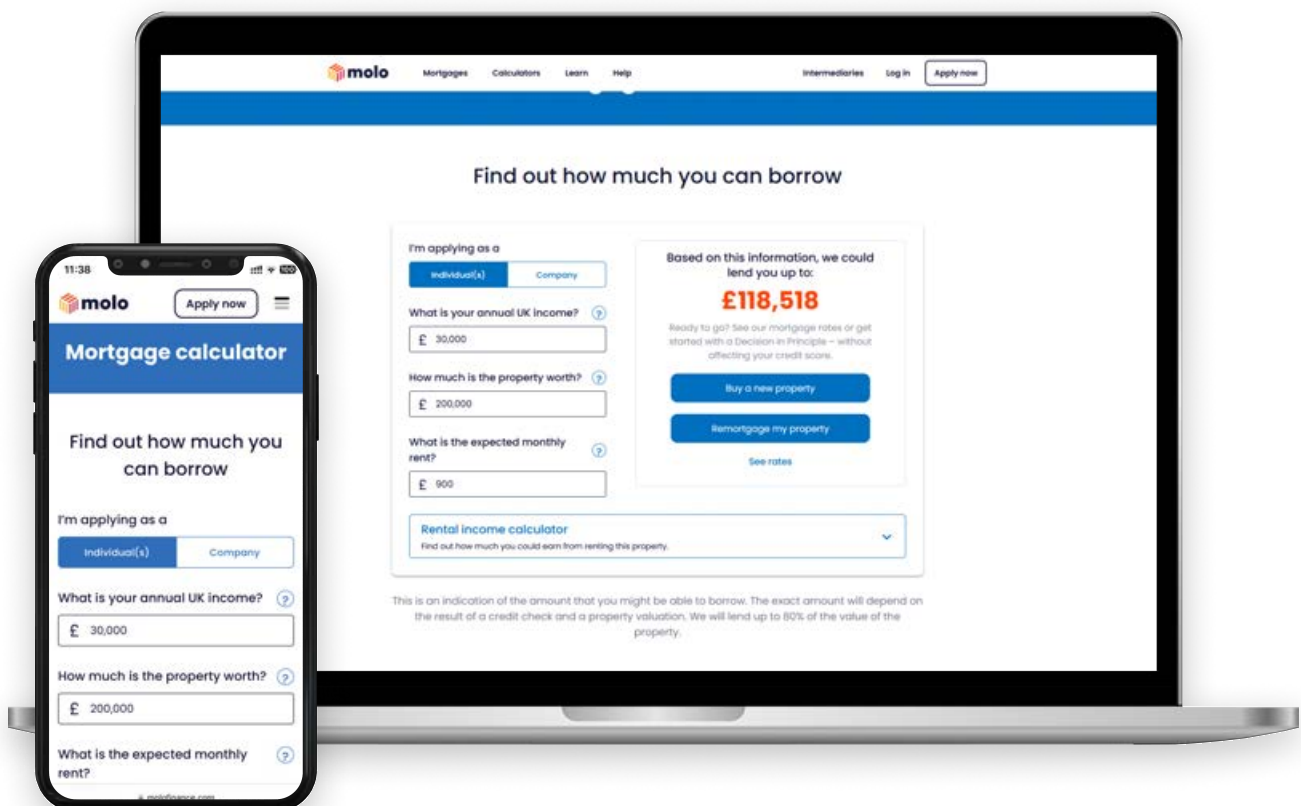 molo
Mortgages Calculators Learn Help Intermediaries Log in Apply now
Find out how much you can borrow
I'm applying as a
Individual(s) Company
What is your annual UK income? ?
£ 30,000
How much is the property worth? ?
£ 200,000
What is the expected monthly
rent? ?
£ 900
Based on this information, we could
lend you up to:
£118,518
Ready to go? See our mortgage rates or get
started with a Decision in Principle – without
affecting your credit score.
Buy a new property
Remortgage my property
See rates
Rental income calculator
Find out how much you could earn from renting this property.
This is an indication of the amount that you might be able to borrow. The exact amount will depend on
the result of a credit check and a property valuation. We will lend up to 80% of the value of the
property.
11:38 100
molo Apply now
Mortgage calculator
Find out how much you
can borrow
I'm applying as a
Individual(s) Company
What is your annual UK income? ?
£ 30,000
How much is the property worth? ?
£ 200,000
What is the expected monthly ?
rent?
molofinance.com